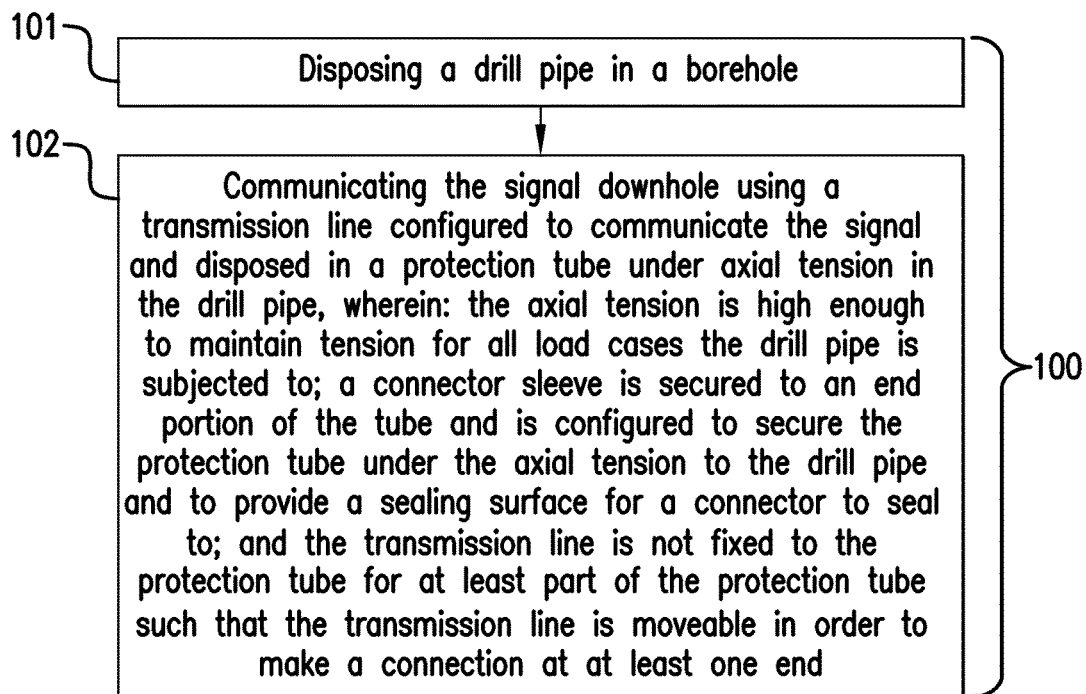 101
Disposing a drill pipe in a borehole
102
Communicating the signal downhole using a
transmission line configured to communicate the signal
and disposed in a protection tube under axial tension in
the drill pipe, wherein: the axial tension is high enough
to maintain tension for all load cases the drill pipe is
subjected to; a connector sleeve is secured to an end
portion of the tube and is configured to secure the
protection tube under the axial tension to the drill pipe
and to provide a sealing surface for a connector to seal
to; and the transmission line is not fixed to the
protection tube for at least part of the protection tube
such that the transmission line is moveable in order to
make a connection at at least one end
100